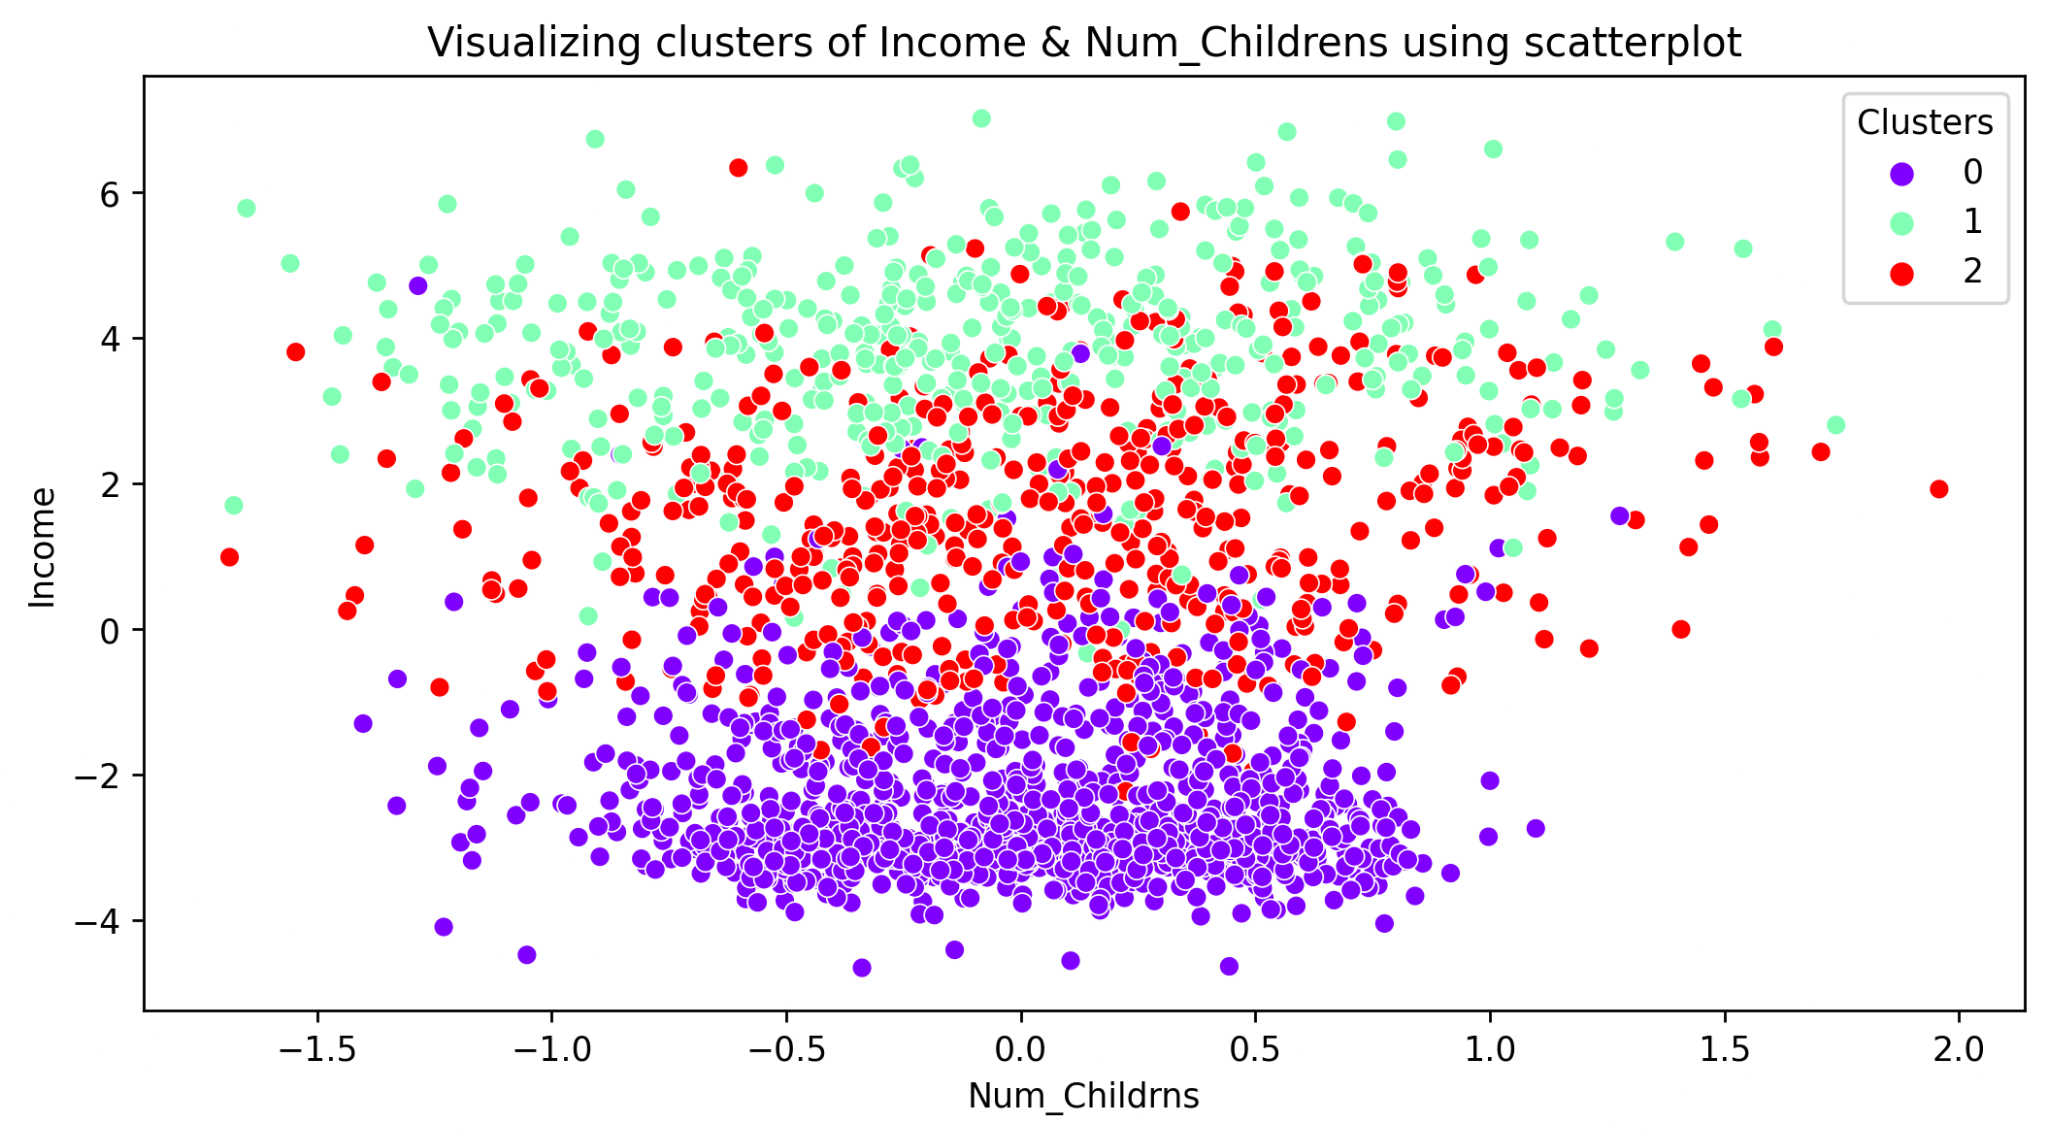 Visualizing clusters of Income & Num_Childrens using scatterplot
Clusters
0
1
2
6
4
2
0
−2
−4
Income
−1.5 −1.0 −0.5 0.0 0.5 1.0 1.5 2.0
Num_Childrns